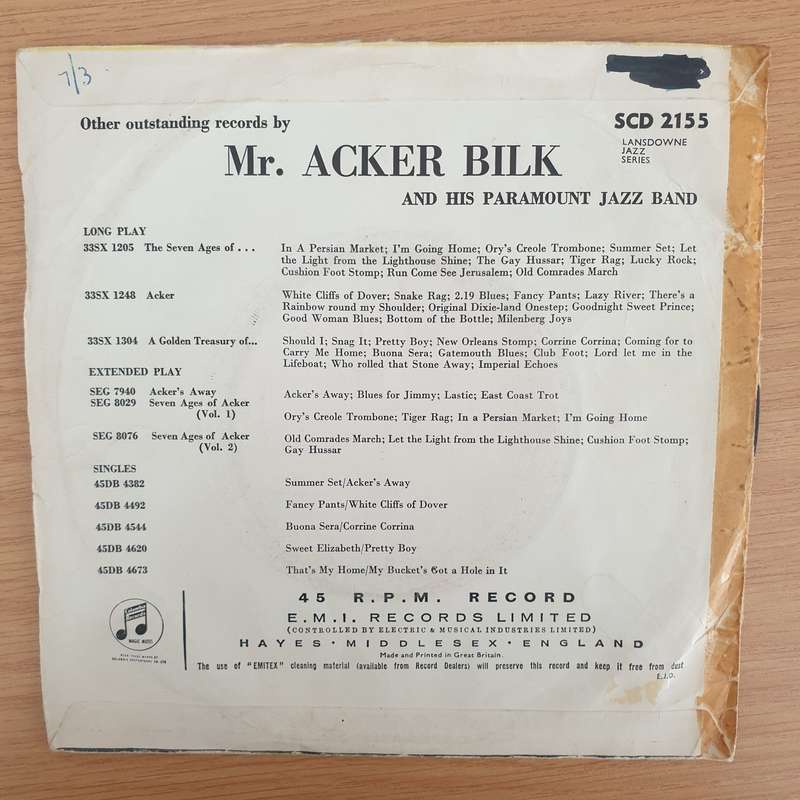 7/3
Other outstanding records by
SCD 2155
LANSDOWNE
JAZZ
SERIES
Mr. ACKER BILK
AND HIS PARAMOUNT JAZZ BAND
LONG PLAY
33SX 1205 The Seven Ages of . . . In A Persian Market; I'm Going Home; Ory's Creole Trombone; Summer Set; Let
the Light from the Lighthouse Shine; The Gay Hussar; Tiger Rag; Lucky Rock;
Cushion Foot Stomp; Run Come See Jerusalem; Old Comrades March
33SX 1248 Acker White Cliffs of Dover; Snake Rag; 2.19 Blues; Fancy Pants; Lazy River; There's a
Rainbow round my Shoulder; Original Dixie-land Onestep; Goodnight Sweet Prince;
Good Woman Blues; Bottom of the Bottle; Milenberg Joys
33SX 1304 A Golden Treasury of... Should I; Snag It; Pretty Boy; New Orleans Stomp; Corrine Corrina; Coming for to
Carry Me Home; Buona Sera; Gatemouth Blues; Club Foot; Lord let me in the
Lifeboat; Who rolled that Stone Away; Imperial Echoes
EXTENDED PLAY
SEG 7940 Acker's Away Acker's Away; Blues for Jimmy; Lastic; East Coast Trot
SEG 8029 Seven Ages of Acker
(Vol. 1) Ory's Creole Trombone; Tiger Rag; In a Persian Market; I'm Going Home
SEG 8076 Seven Ages of Acker Old Comrades March; Let the Light from the Lighthouse Shine; Cushion Foot Stomp;
(Vol. 2) Gay Hussar
SINGLES
45DB 4382 Summer Set/Acker's Away
45DB 4492 Fancy Pants/White Cliffs of Dover
45DB 4544 Buona Sera/Corrine Corrina
45DB 4620 Sweet Elizabeth/Pretty Boy
45DB 4673 That's My Home/My Bucket's Got a Hole in It
45 R.P.M. RECORD
E.M.I. RECORDS LIMITED
(CONTROLLED BY ELECTRIC & MUSICAL INDUSTRIES LIMITED)
HAYES · MIDDLESEX · ENGLAND
Made and Printed in Great Britain.
MAGIC NOTES
The use of "EMITEX" cleaning material (available from Record Dealers) will preserve this record and keep it free from dust
E.J.D.